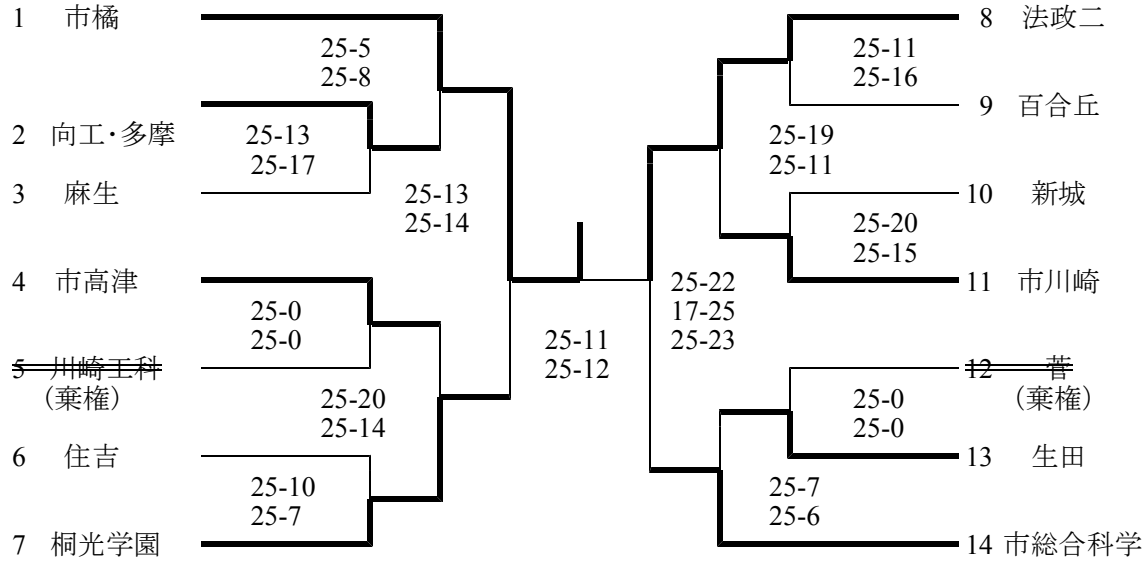 1 市橘
25-5
25-8
2 向工・多摩
25-13
25-17
3 麻生
25-13
25-14
4 市高津
25-0
25-0
5 川崎工科
(棄権)
25-20
25-14
6 住吉
25-10
25-7
7 桐光学園
25-11
25-12
8 法政二
25-11
25-16
9 百合丘
25-19
25-11
10 新城
25-20
25-15
11 市川崎
25-22
17-25
25-23
12 菅
(棄権)
25-0
25-0
13 生田
25-7
25-6
14 市総合科学